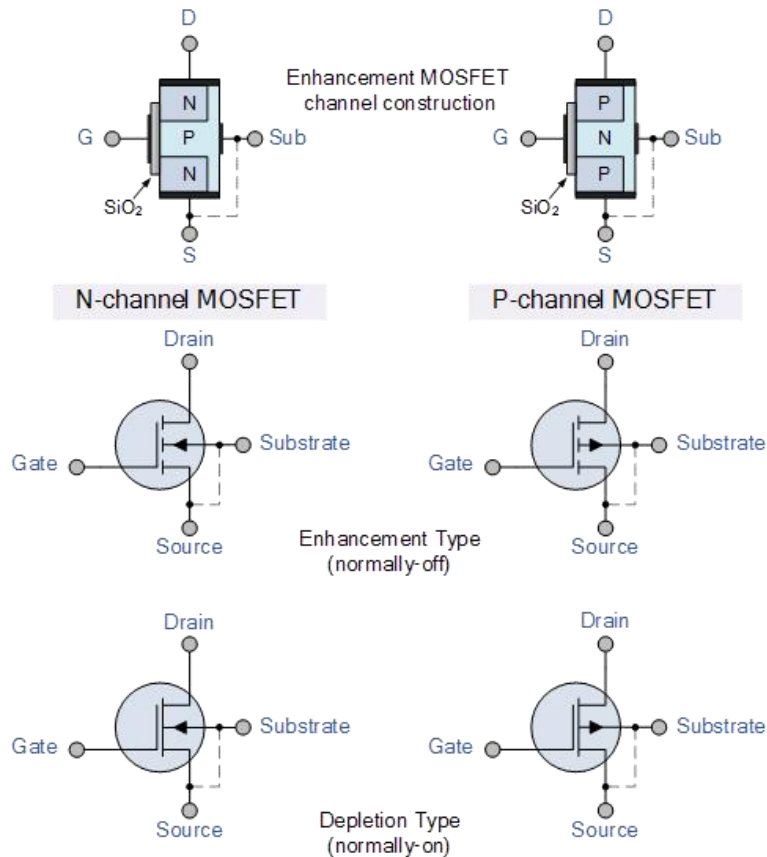 D
D
Enhancement MOSFET
channel construction
N
P
G
P
Sub
G
N
Sub
N
P
SiO₂
SiO₂
S
S
N-channel MOSFET
P-channel MOSFET
Drain
Drain
Substrate
Substrate
Gate
Gate
Source
Source
Enhancement Type
(normally-off)
Drain
Drain
Substrate
Substrate
Gate
Gate
Source
Source
Depletion Type
(normally-on)